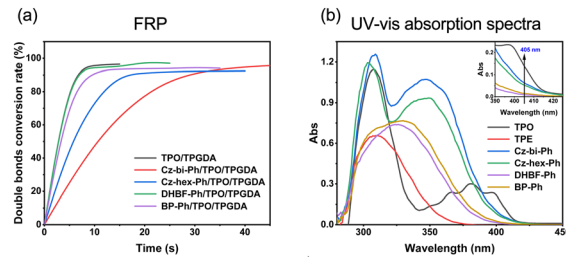 (a)
FRP
Double bonds conversion rate (%)
100
80
60
40
20
0
TPO/TPGDA
Cz-bi-Ph/TPO/TPGDA
Cz-hex-Ph/TPO/TPGDA
DHBF-Ph/TPO/TPGDA
BP-Ph/TPO/TPGDA
0 10 20 30 40
Time (s)
(b)
UV-vis absorption spectra
Abs
1.2
0.9
0.6
0.3
0.0
Abs
0.2
0.1
0.0
405 nm
390 400 410 420
Wavelength (nm)
TPO
TPE
Cz-bi-Ph
Cz-hex-Ph
DHBF-Ph
BP-Ph
300 350 400 45
Wavelength (nm)